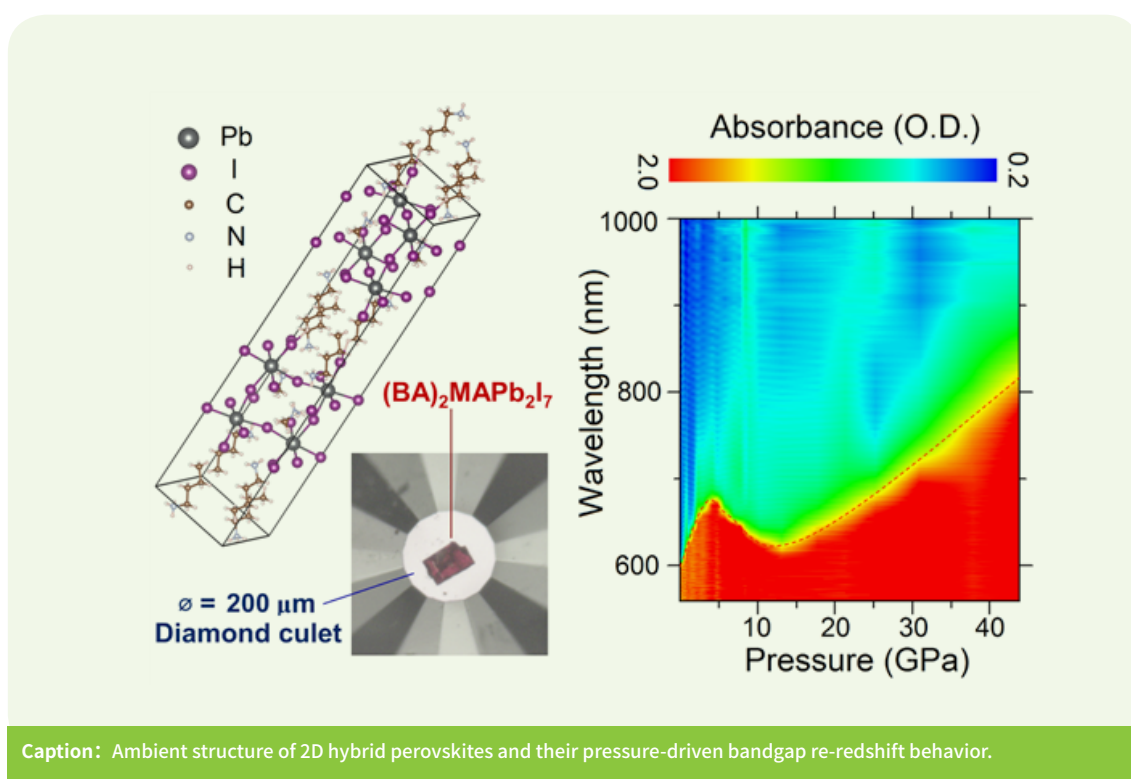 Pb
I
C
N
H
(BA)₂MAPb₂I₇
ø = 200 μm
Diamond culet
Absorbance (O.D.)
2.0
0.2
Wavelength (nm)
1000
800
600
10 20 30 40
Pressure (GPa)
Caption： Ambient structure of 2D hybrid perovskites and their pressure-driven bandgap re-redshift behavior.